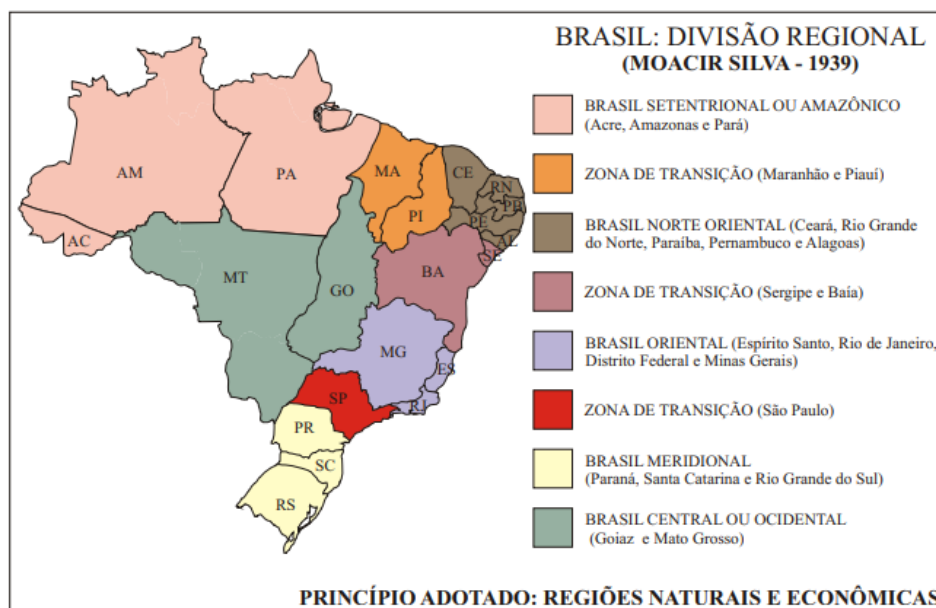 BRASIL: DIVISÃO REGIONAL
(MOACIR SILVA - 1939)
BRASIL SETENTRIONAL OU AMAZÔNICO
(Acre, Amazonas e Pará)
ZONA DE TRANSIÇÃO (Maranhão e Piauí)
BRASIL NORTE ORIENTAL (Ceará, Rio Grande
do Norte, Paraíba, Pernambuco e Alagoas)
ZONA DE TRANSIÇÃO (Sergipe e Baía)
BRASIL ORIENTAL (Espírito Santo, Rio de Janeiro,
Distrito Federal e Minas Gerais)
ZONA DE TRANSIÇÃO (São Paulo)
BRASIL MERIDIONAL
(Paraná, Santa Catarina e Rio Grande do Sul)
BRASIL CENTRAL OU OCIDENTAL
(Goiaz e Mato Grosso)
AM
PA
MA
CE
RN
PB
PI
PE
AL
SE
AC
MT
GO
BA
MG
ES
SP
RJ
PR
SC
RS
PRINCÍPIO ADOTADO: REGIÕES NATURAIS E ECONÔMICAS